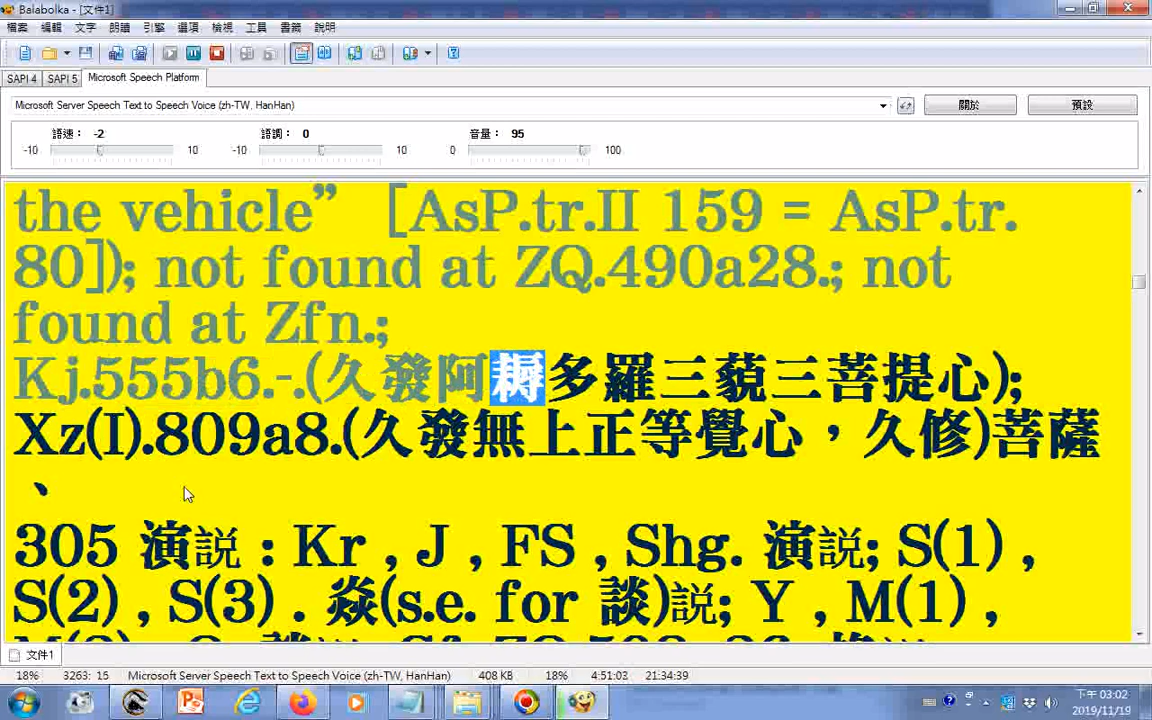 Balabolka - [文件1]
檔案 編輯 文字 朗讀 引擎 選項 檢視 工具 書籤 說明
SAPI 4 SAPI 5 Microsoft Speech Platform
Microsoft Server Speech Text to Speech Voice (zh-TW, HanHan) 關於 預設
語速： -2 語調： 0 音量： 95
-10 10 -10 10 0 100
the vehicle” [AsP.tr.II 159 = AsP.tr.
80]); not found at ZQ.490a28.; not
found at Zfn.;
Kj.555b6.-.(久發阿耨多羅三藐三菩提心);
Xz(I).809a8.(久發無上正等覺心，久修)菩薩
、
305 演説 : Kr , J , FS , Shg. 演説; S(1) ,
S(2) , S(3) . 焱(s.e. for 談)説; Y , M(1) ,
文件1
18% 3263: 15 Microsoft Server Speech Text to Speech Voice (zh-TW, HanHan) 408 KB 18% 4:51:03 21:34:39
下午 03:02
2019/11/19